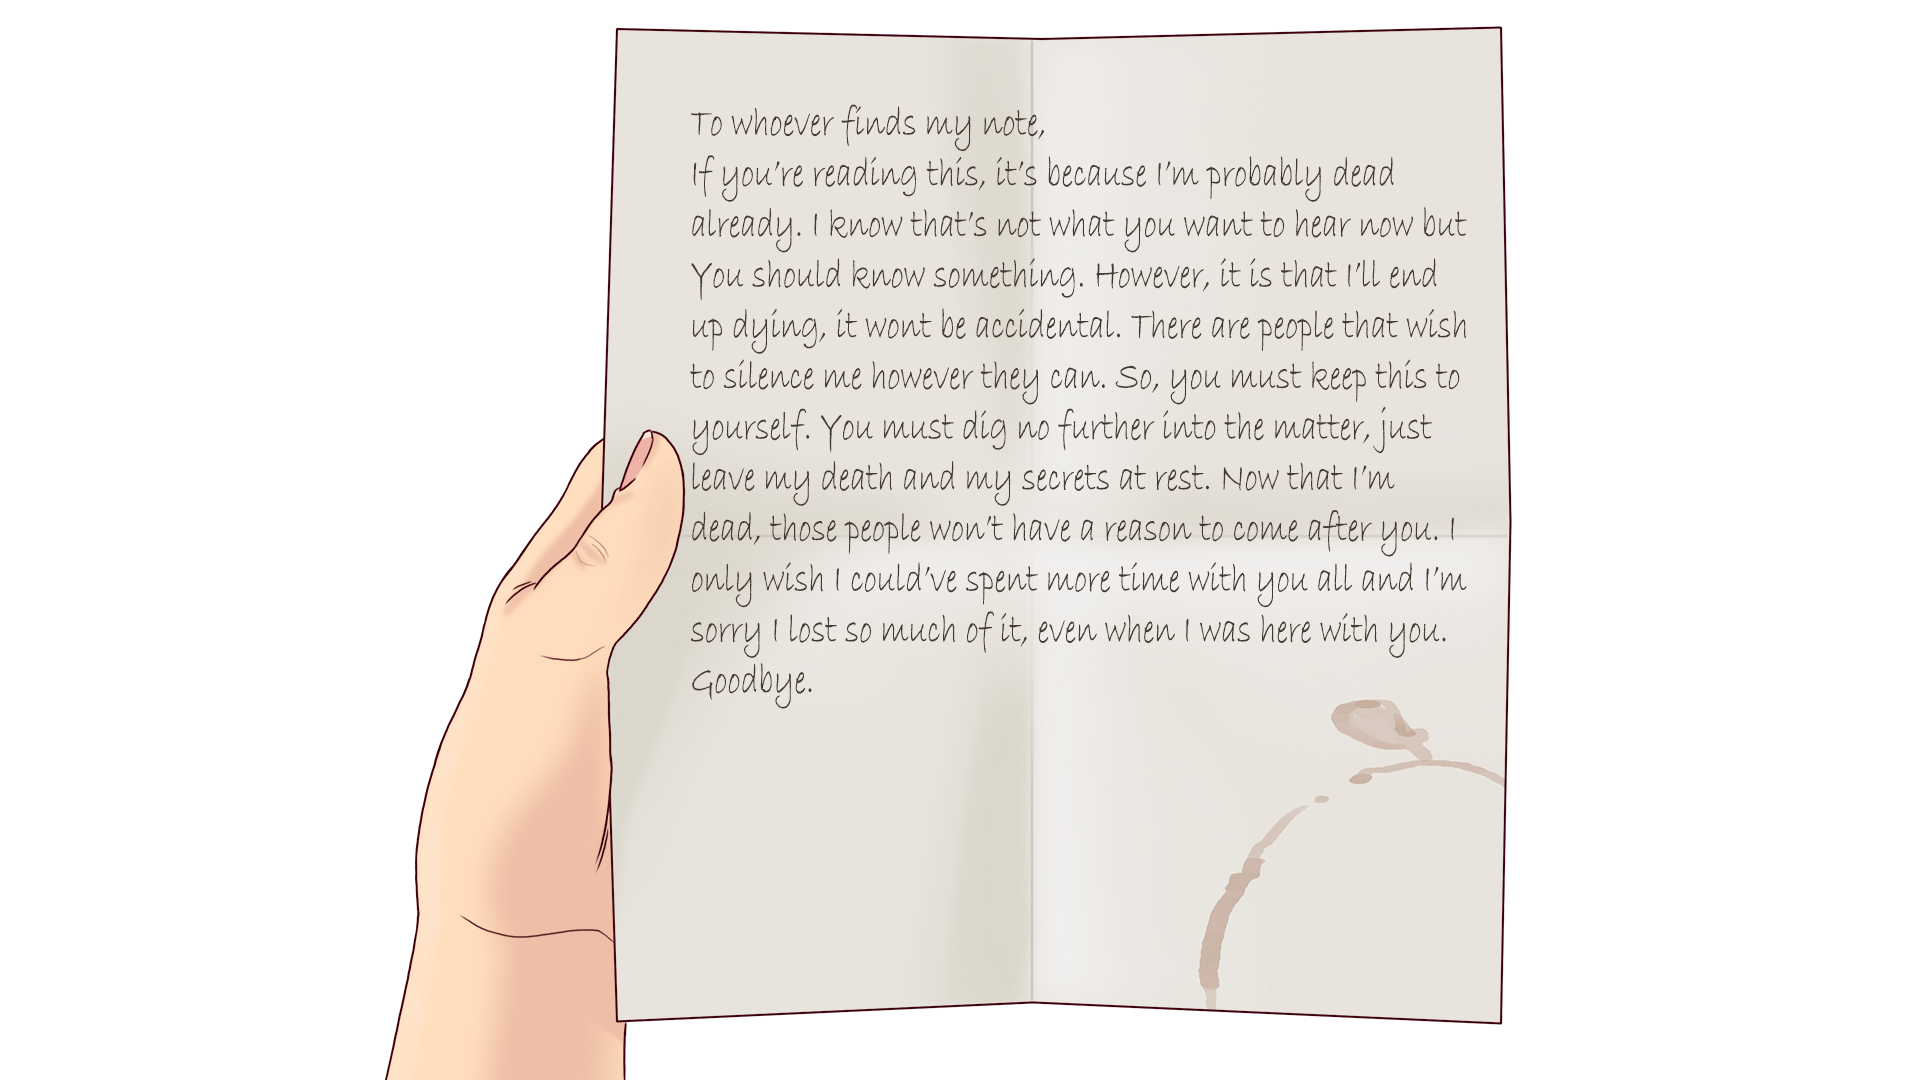 To whoever finds my note,
If you're reading this, it's because I'm probably dead
already. I know that's not what you want to hear now but
You should know something. However, it is that I'll end
up dying, it wont be accidental. There are people that wish
to silence me however they can. So, you must keep this to
yourself. You must dig no further into the matter, just
leave my death and my secrets at rest. Now that I'm
dead, those people won't have a reason to come after you. I
only wish I could've spent more time with you all and I'm
sorry I lost so much of it, even when I was here with you.
Goodbye.